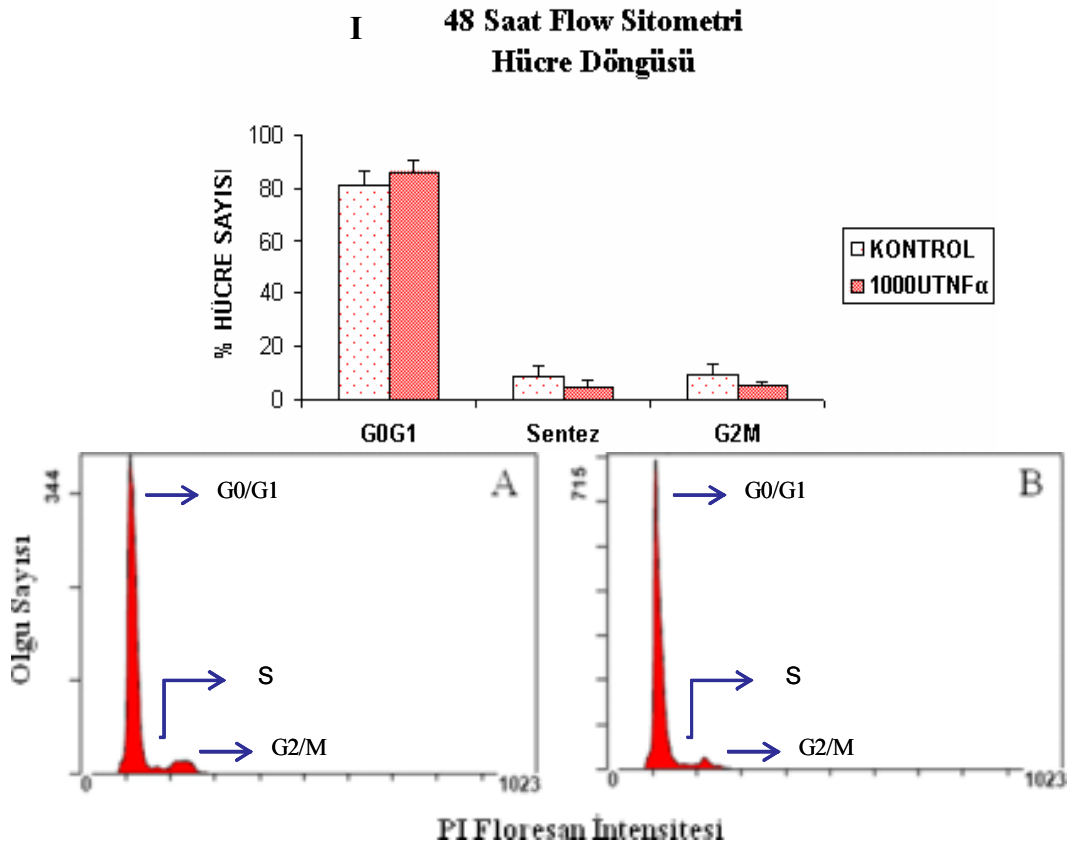 I
48 Saat Flow Sitometri
Hücre Döngüsü
% HÜCRE SAYISI
100
80
60
40
20
0
G0G1
Sentez
G2M
KONTROL
1000UTNFα
A
344
G0/G1
S
G2/M
0
1023
B
715
G0/G1
S
G2/M
0
1023
Olgu Sayısı
PI Floresan İntensitesi